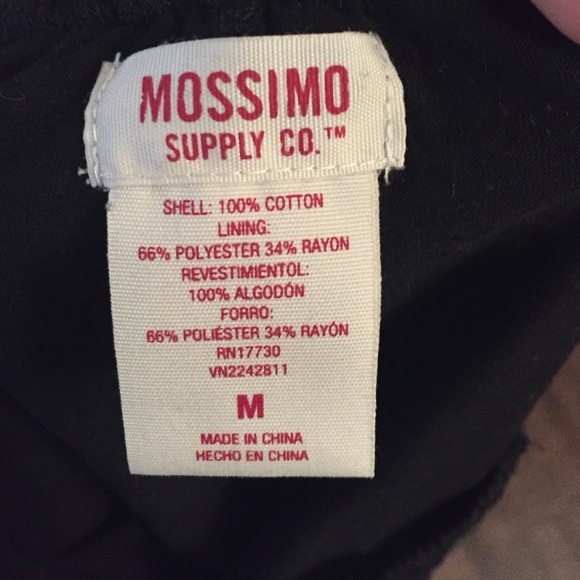 MOSSIMO
SUPPLY CO.™
SHELL: 100% COTTON
LINING:
66% POLYESTER 34% RAYON
REVESTIMIENTOL:
100% ALGODÓN
FORRO:
66% POLIÉSTER 34% RAYÓN
RN17730
VN2242811
M
MADE IN CHINA
HECHO EN CHINA